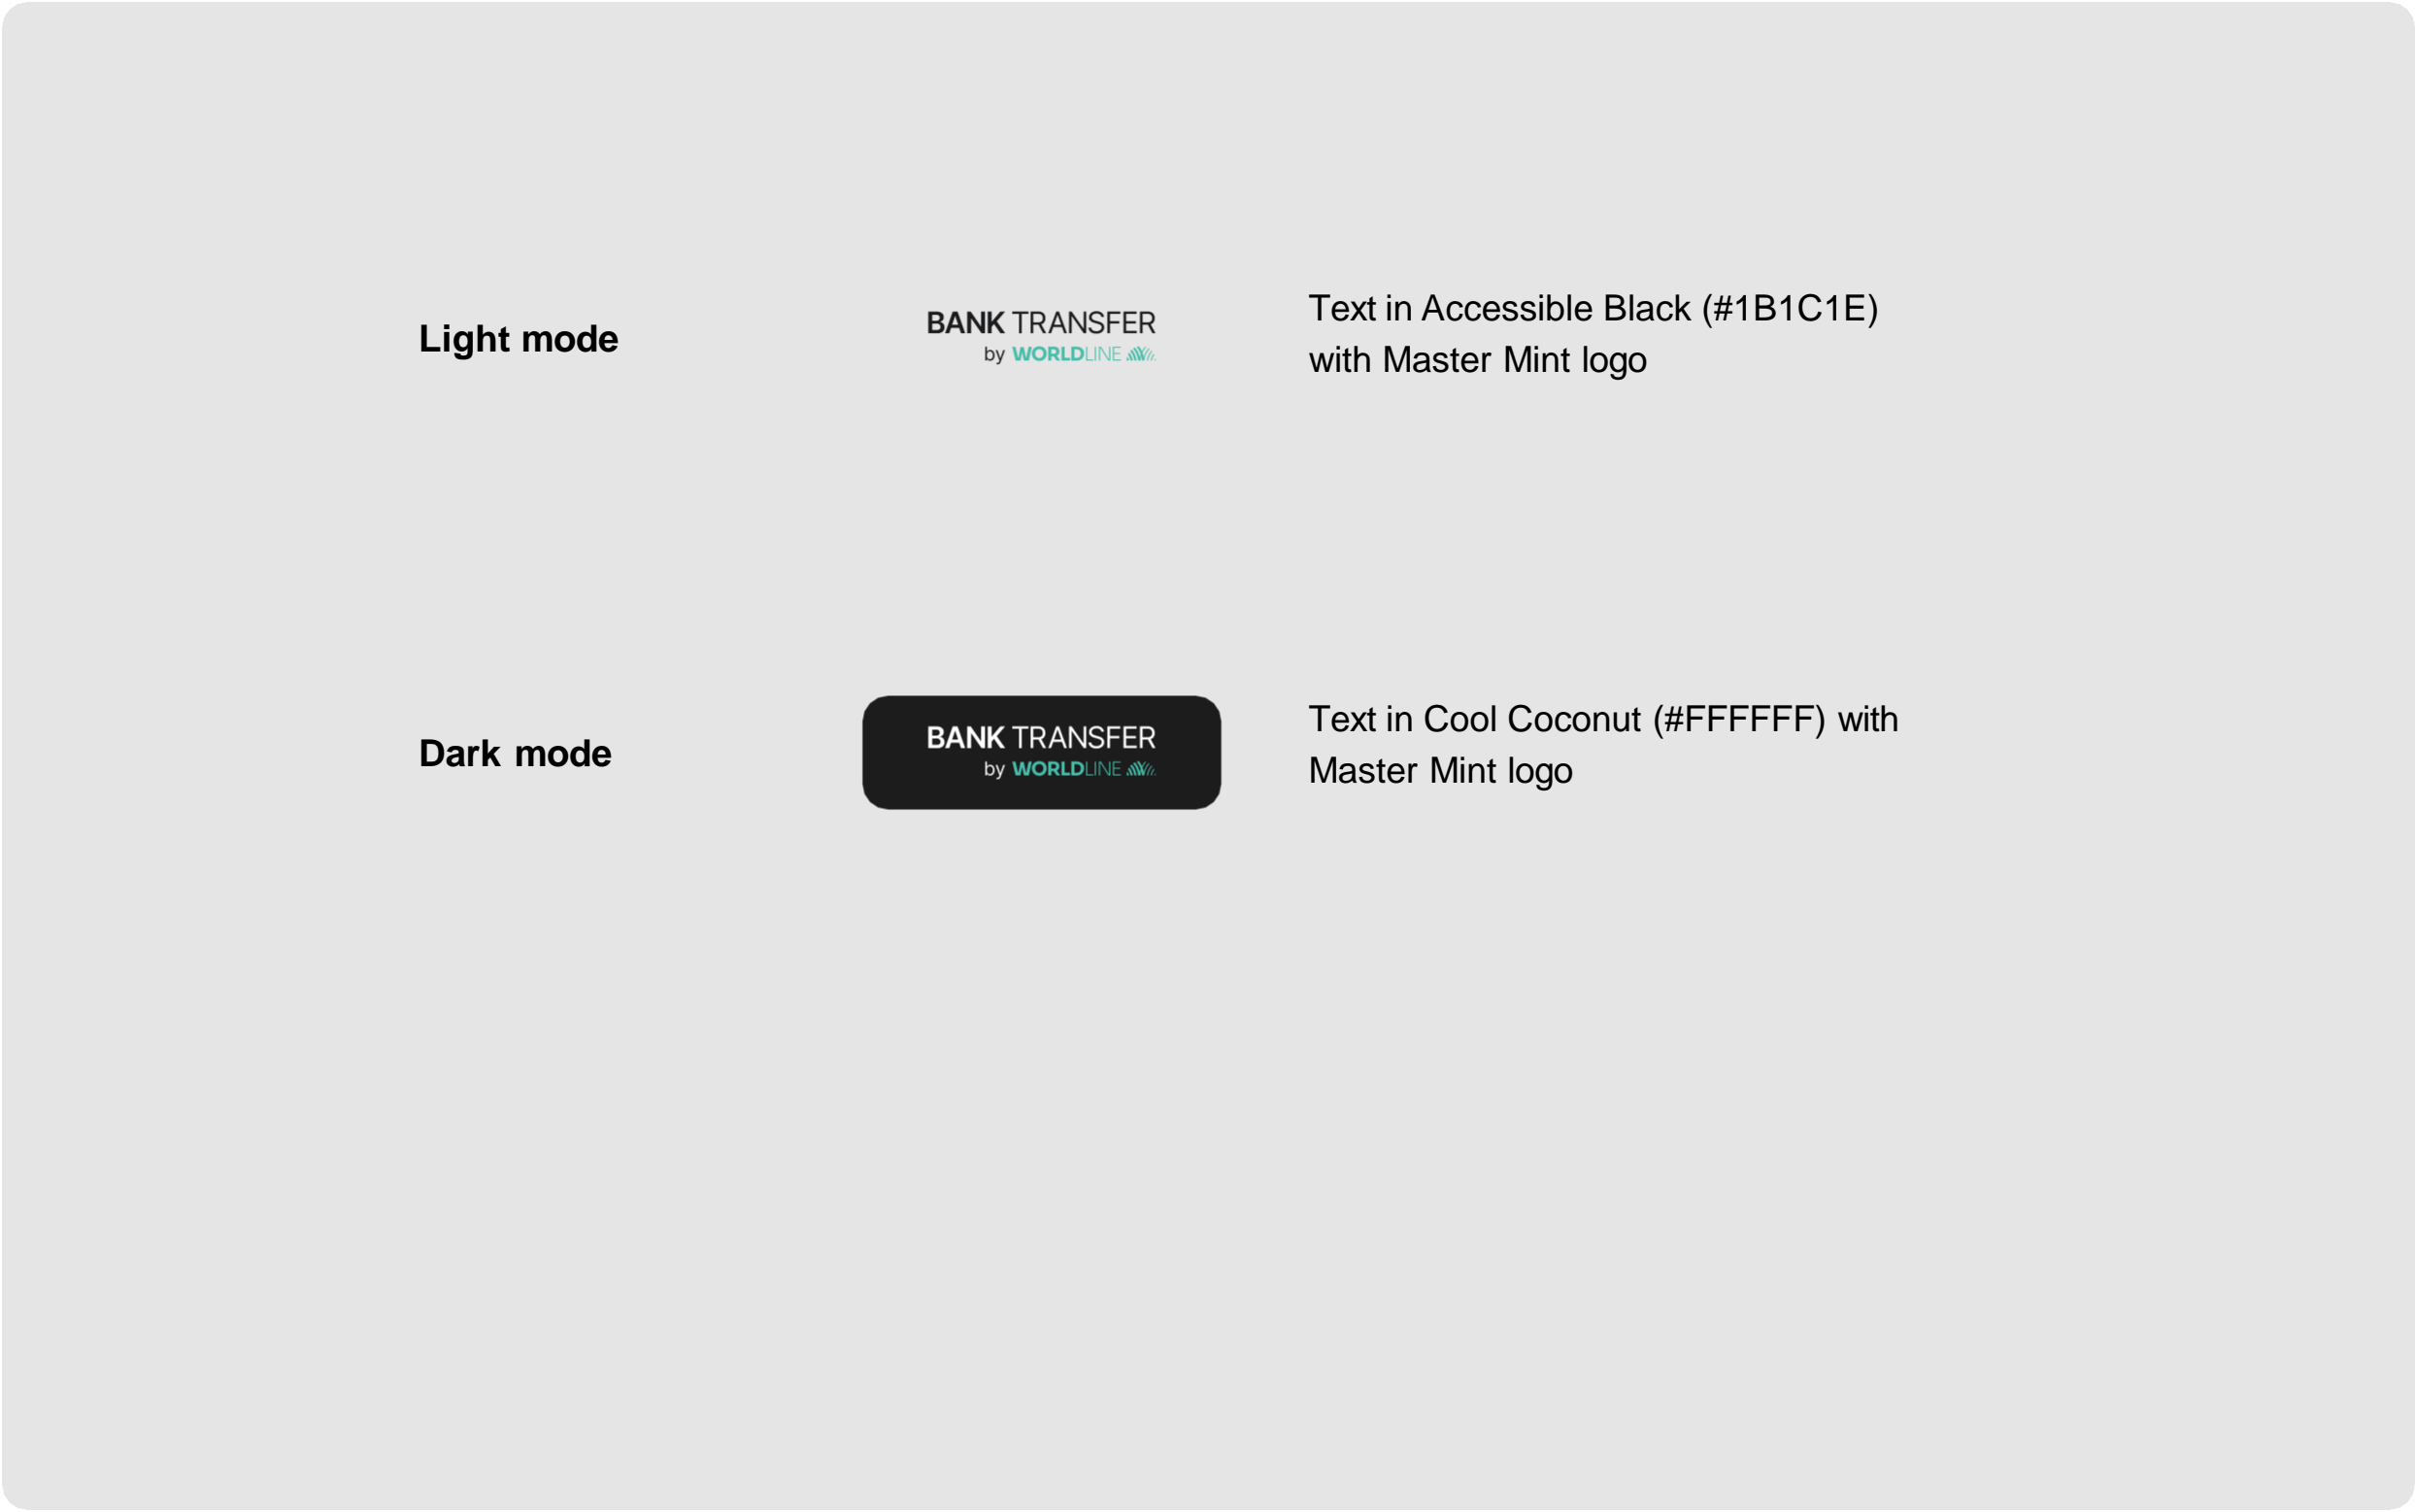 Light mode
BANK TRANSFER
by WORLDLINE
Text in Accessible Black (#1B1C1E)
with Master Mint logo
Dark mode
BANK TRANSFER
by WORLDLINE
Text in Cool Coconut (#FFFFFF) with
Master Mint logo